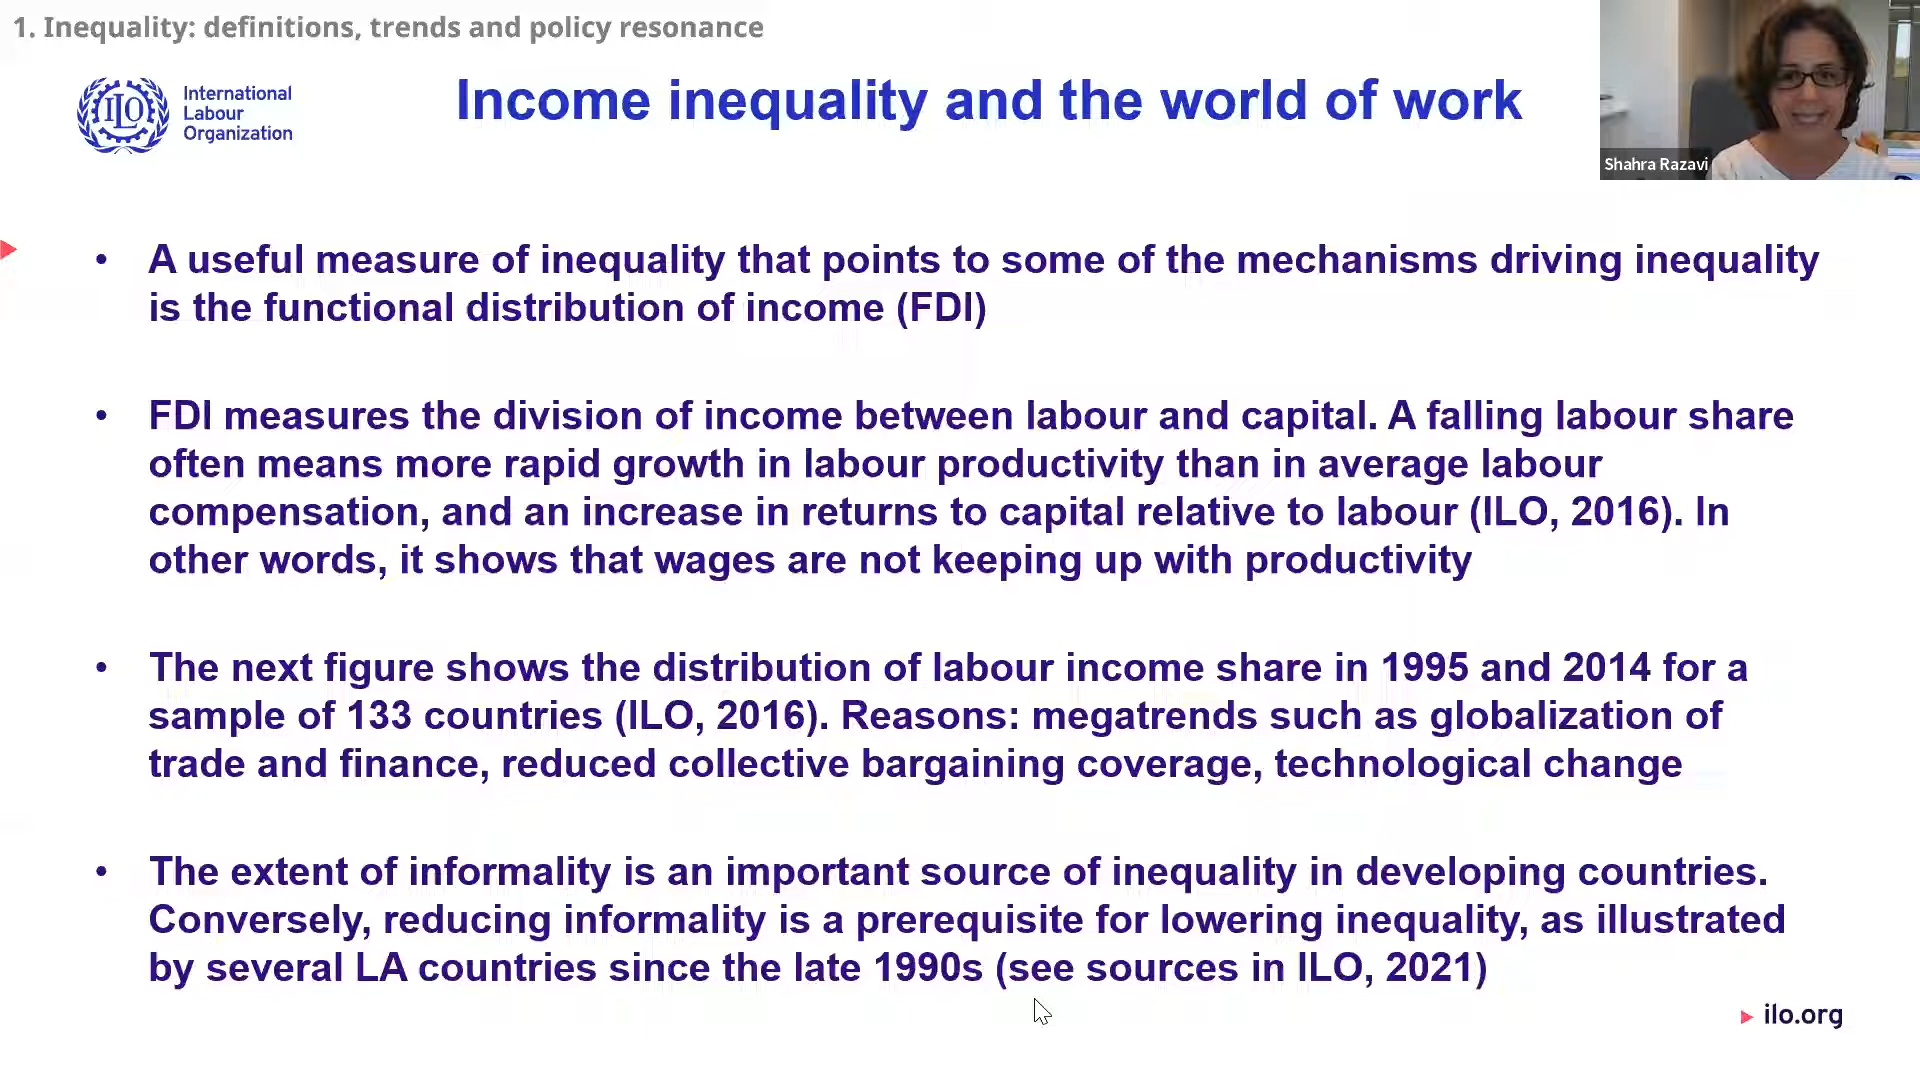 1. Inequality: definitions, trends and policy resonance
ILO
International
Labour
Organization
Income inequality and the world of work
Shahra Razavi
• A useful measure of inequality that points to some of the mechanisms driving inequality
is the functional distribution of income (FDI)
• FDI measures the division of income between labour and capital. A falling labour share
often means more rapid growth in labour productivity than in average labour
compensation, and an increase in returns to capital relative to labour (ILO, 2016). In
other words, it shows that wages are not keeping up with productivity
• The next figure shows the distribution of labour income share in 1995 and 2014 for a
sample of 133 countries (ILO, 2016). Reasons: megatrends such as globalization of
trade and finance, reduced collective bargaining coverage, technological change
• The extent of informality is an important source of inequality in developing countries.
Conversely, reducing informality is a prerequisite for lowering inequality, as illustrated
by several LA countries since the late 1990s (see sources in ILO, 2021)
ilo.org